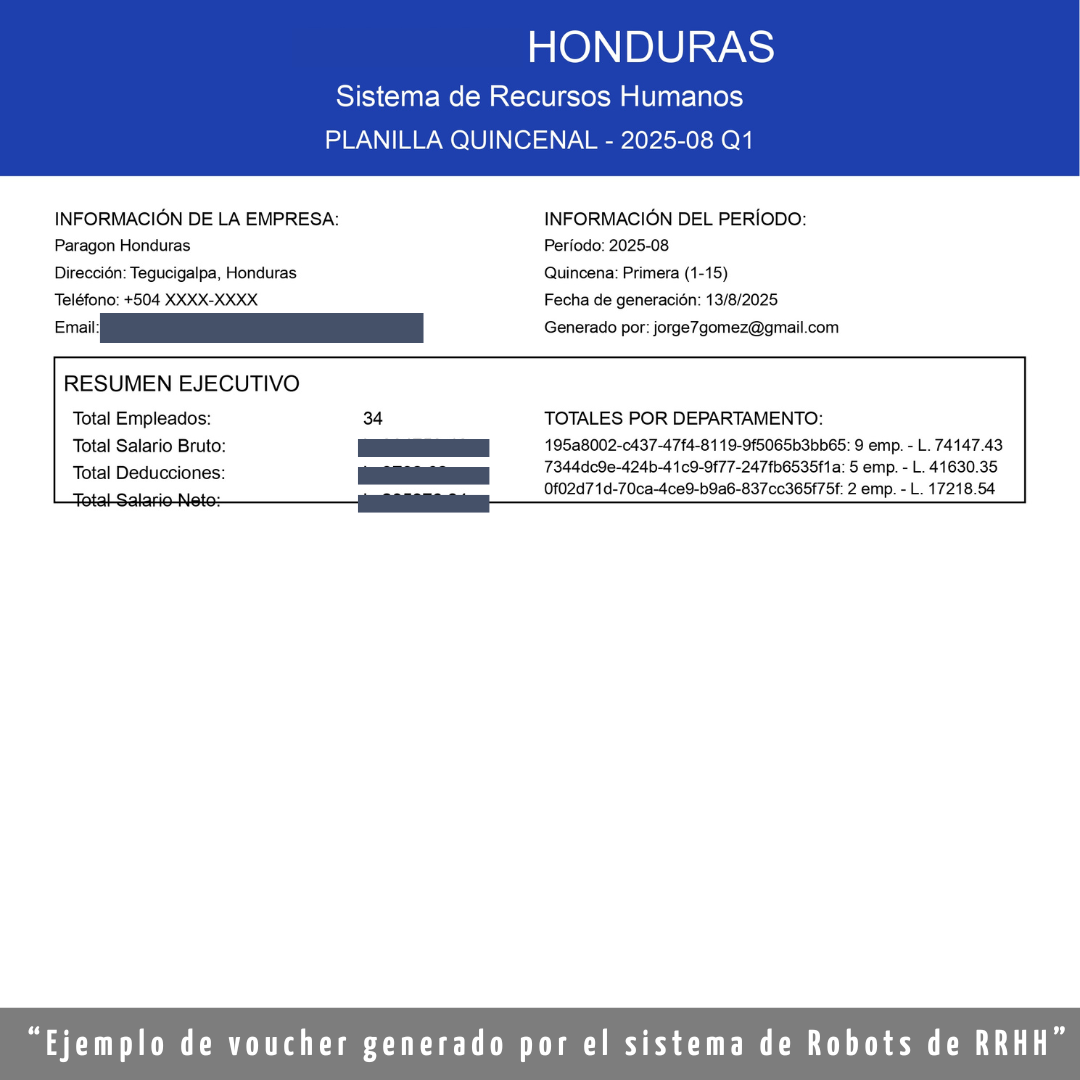 HONDURAS
Sistema de Recursos Humanos
PLANILLA QUINCENAL - 2025-08 Q1
INFORMACIÓN DE LA EMPRESA:
Paragon Honduras
Dirección: Tegucigalpa, Honduras
Teléfono: +504 XXXX-XXXX
Email:
INFORMACIÓN DEL PERÍODO:
Período: 2025-08
Quincena: Primera (1-15)
Fecha de generación: 13/8/2025
Generado por: jorge7gomez@gmail.com
RESUMEN EJECUTIVO
Total Empleados: 34
Total Salario Bruto:
Total Deducciones:
Total Salario Neto:
TOTALES POR DEPARTAMENTO:
195a8002-c437-47f4-8119-9f5065b3bb65: 9 emp. - L. 74147.43
7344dc9e-424b-41c9-9f77-247fb6535f1a: 5 emp. - L. 41630.35
0f02d71d-70ca-4ce9-b9a6-837cc365f75f: 2 emp. - L. 17218.54
“Ejemplo de voucher generado por el sistema de Robots de RRHH”